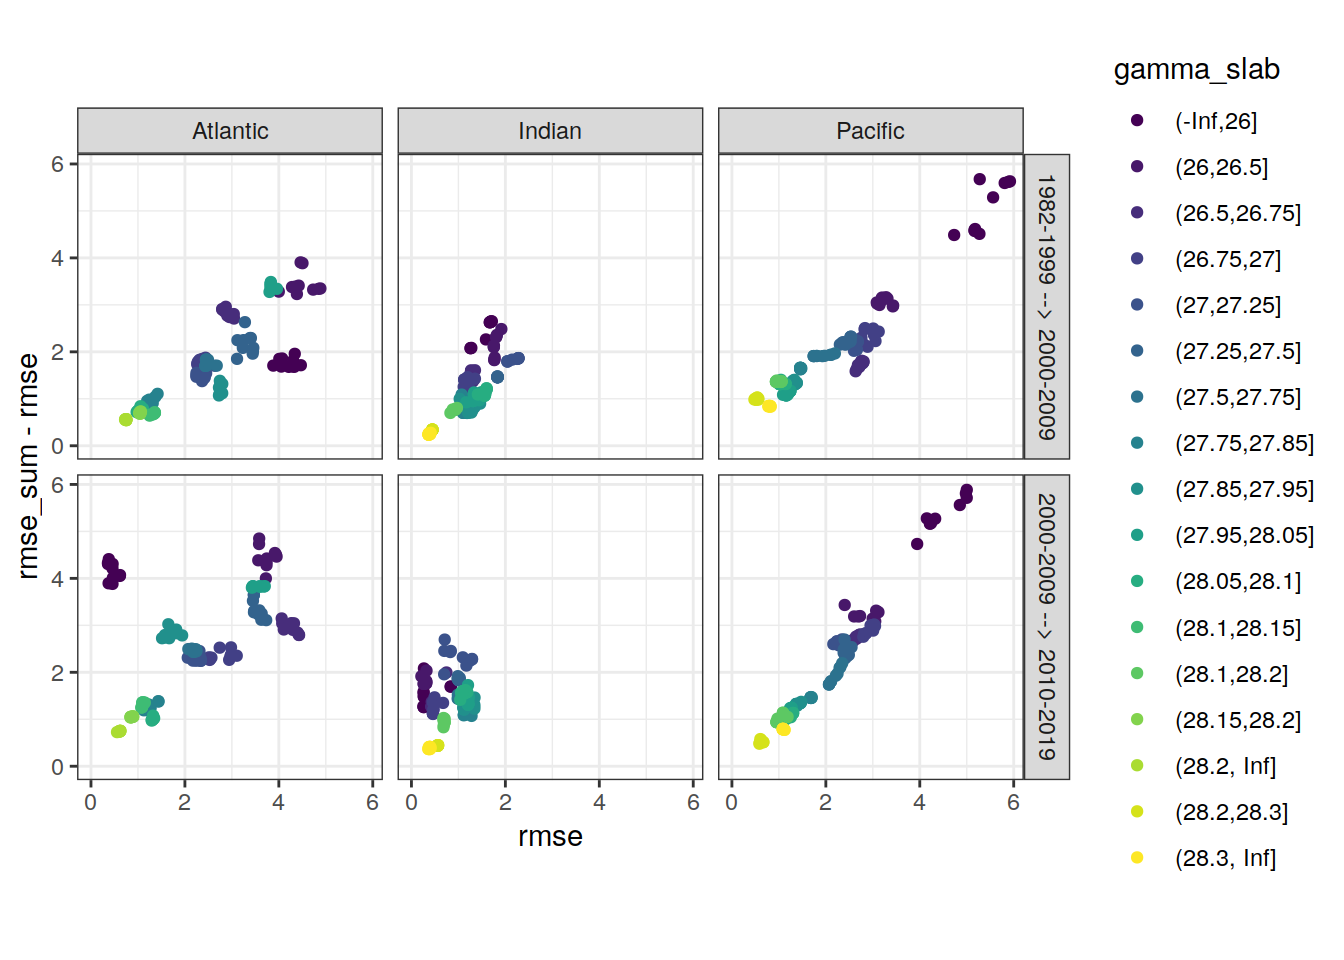 gamma_slab
Atlantic
Indian
Pacific
(-Inf,26]
(26,26.5]
(26.5,26.75]
(26.75,27]
(27,27.25]
(27.25,27.5]
(27.5,27.75]
(27.75,27.85]
(27.85,27.95]
(27.95,28.05]
(28.05,28.1]
(28.1,28.15]
(28.1,28.2]
(28.15,28.2]
(28.2, Inf]
(28.2,28.3]
(28.3, Inf]
1982-1999 --> 2000-2009
2000-2009 --> 2010-2019
6
4
2
0
6
4
2
0
rmse_sum - rmse
0 2 4 6 0 2 4 6 0 2 4 6
rmse